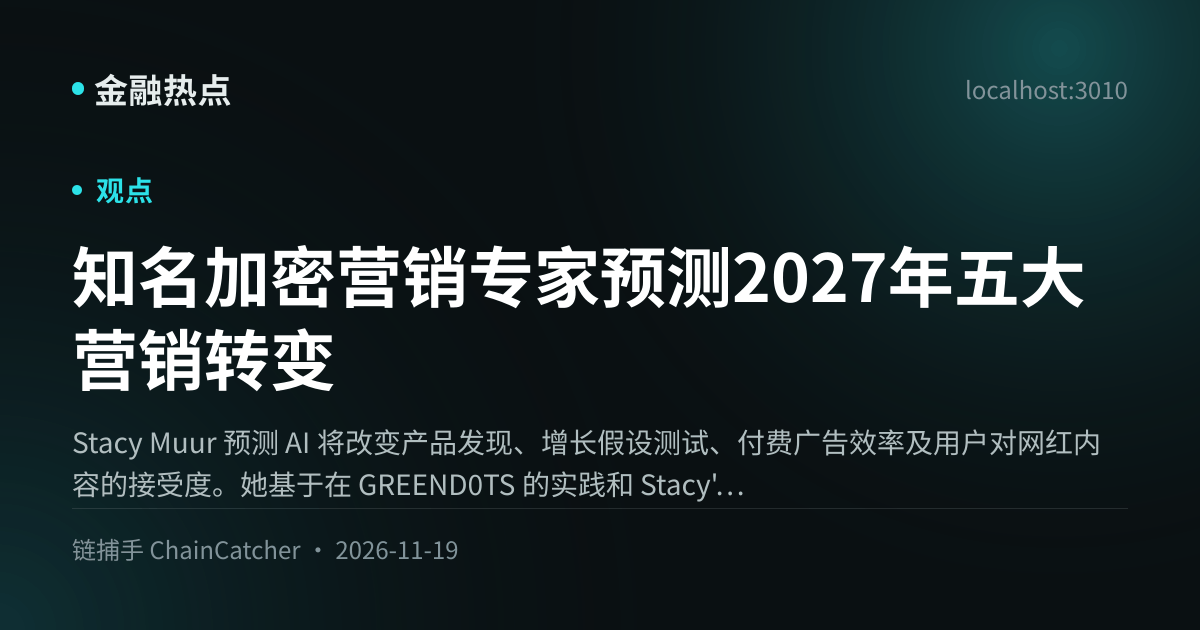 金融热点
localhost:3010
观点
知名加密营销专家预测2027年五大
营销转变
Stacy Muur 预测 AI 将改变产品发现、增长假设测试、付费广告效率及用户对网红内
容的接受度。她基于在 GREEND0TS 的实践和 Stacy'…
链捕手 ChainCatcher · 2026-11-19